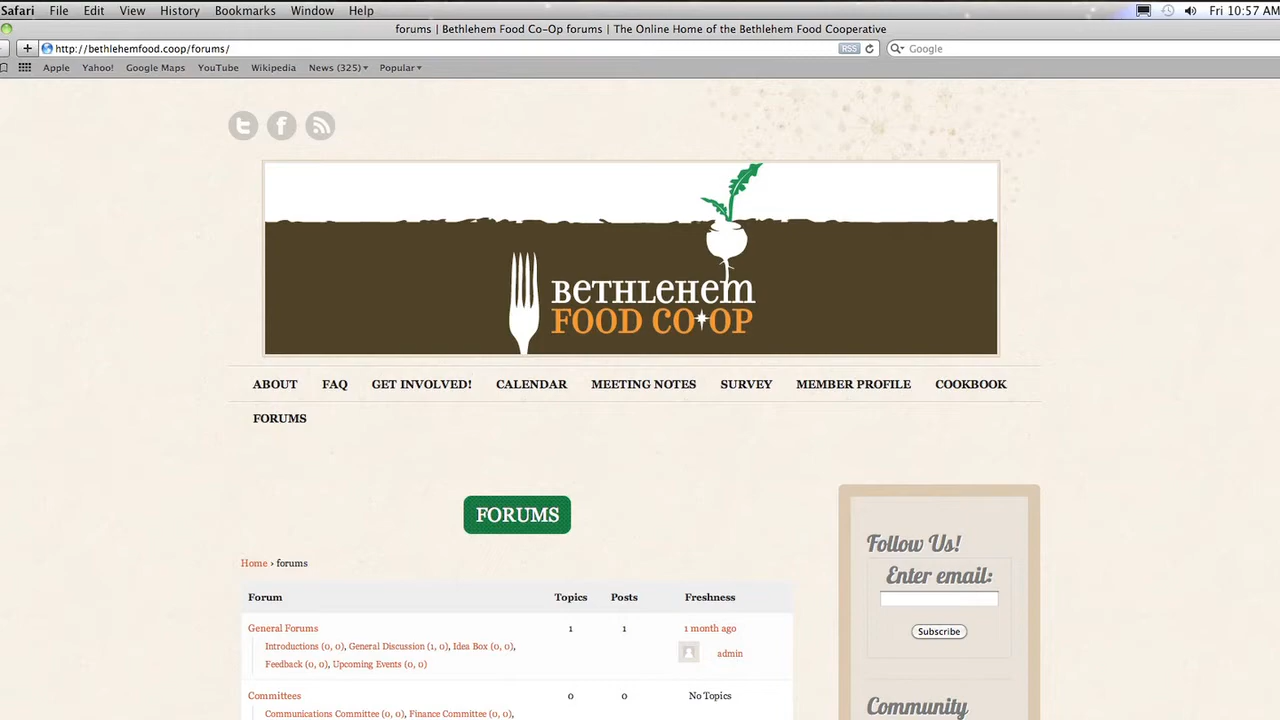 Safari File Edit View History Bookmarks Window Help Fri 10:57 AM
forums | Bethlehem Food Co-Op forums | The Online Home of the Bethlehem Food Cooperative
http://bethlehemfood.coop/forums/ RSS Google
Apple Yahoo! Google Maps YouTube Wikipedia News (325) Popular
BETHLEHEM
FOOD CO OP
ABOUT FAQ GET INVOLVED! CALENDAR MEETING NOTES SURVEY MEMBER PROFILE COOKBOOK
FORUMS
FORUMS
Home › forums
Forum Topics Posts Freshness
General Forums 1 1 1 month ago
Introductions (0, 0), General Discussion (1, 0), Idea Box (0, 0),
admin
Feedback (0, 0), Upcoming Events (0, 0)
Committees 0 0 No Topics
Communications Committee (0, 0), Finance Committee (0, 0),
Follow Us!
Enter email:
Subscribe
Community